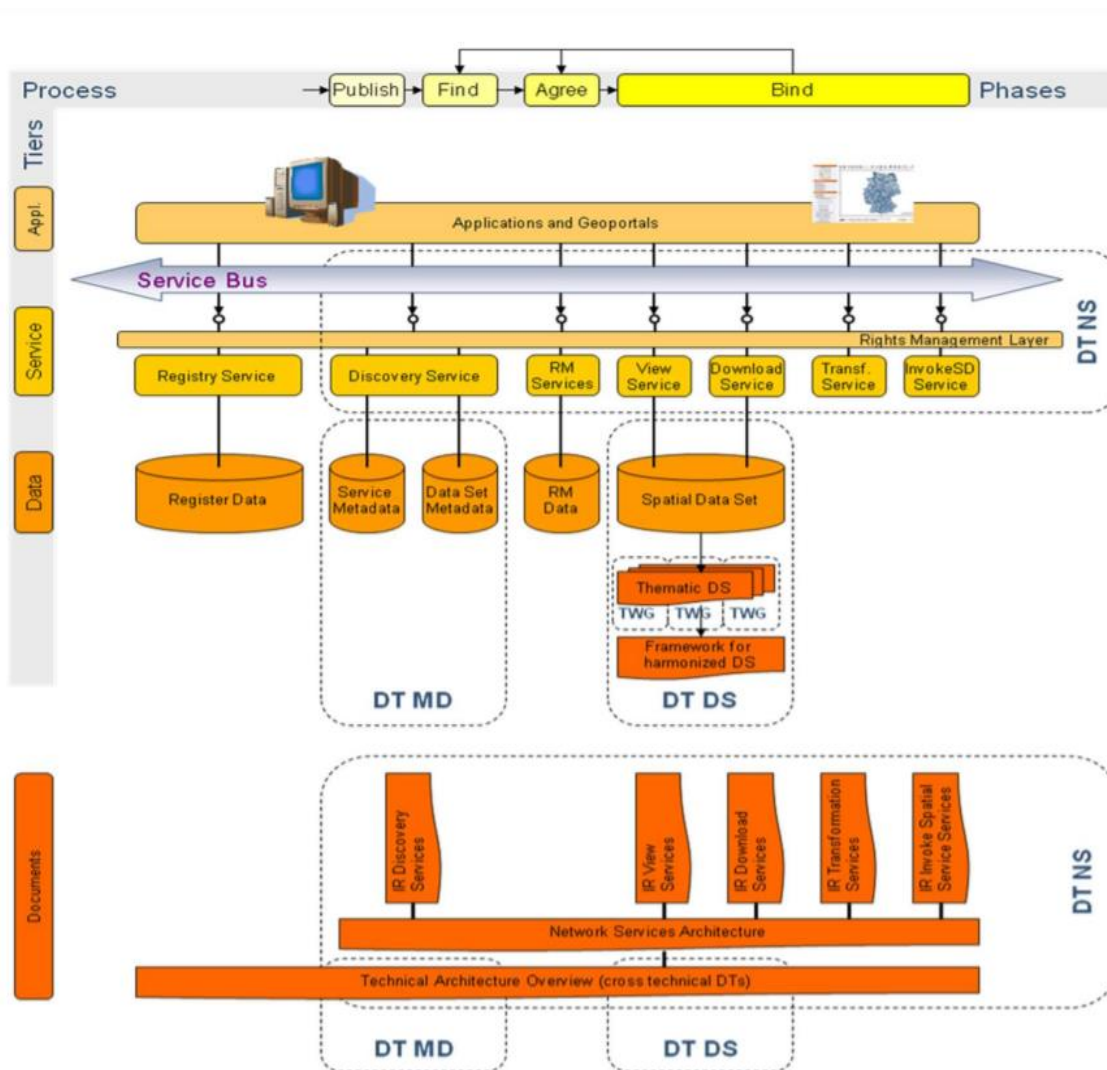 Process
Publish
Find
Agree
Bind
Phases
Tiers
Appl.
Applications and Geoportals
Service Bus
DT NS
Service
Rights Management Layer
Registry Service
Discovery Service
RM
Services
View
Service
Download
Service
Transf.
Service
InvokeSD
Service
Data
Register Data
Service
Metadata
Data Set
Metadata
RM
Data
Spatial Data Set
Thematic DS
TWG
TWG
TWG
Framework for
harmonized DS
DT MD
DT DS
Documents
IR Discovery
Services
IR View
Services
IR Download
Services
IR Transformation
Services
IR Invoke Spatial
Service Services
DT NS
Network Services Architecture
Technical Architecture Overview (cross technical DTs)
DT MD
DT DS